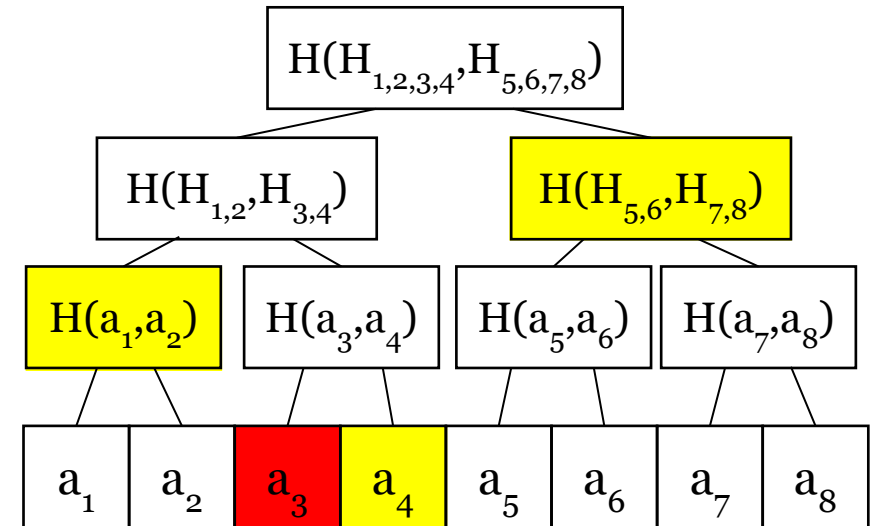 H(H₁,₂,₃,₄,H₅,₆,₇,₈)
H(H₁,₂,H₃,₄) H(H₅,₆,H₇,₈)
H(a₁,a₂) H(a₃,a₄) H(a₅,a₆) H(a₇,a₈)
a₁ a₂ a₃ a₄ a₅ a₆ a₇ a₈